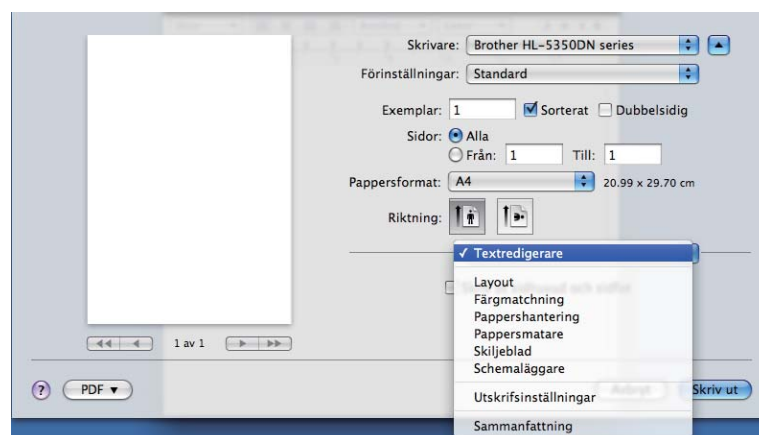 Skrivare: Brother HL-5350DN series
Förinställningar: Standard
Exemplar: 1 Sorterat Dubbelsidig
Sidor: Alla
Från: 1 Till: 1
Pappersformat: A4 20.99 x 29.70 cm
Riktning:
✓ Textredigerare
Layout
Färgmatchning
Pappershantering
Pappersmatare
Skiljeblad
Schemaläggare
Utskrifsinställningar
Sammanfattning
1 av 1
? PDF ▼ Avbryt Skriv ut